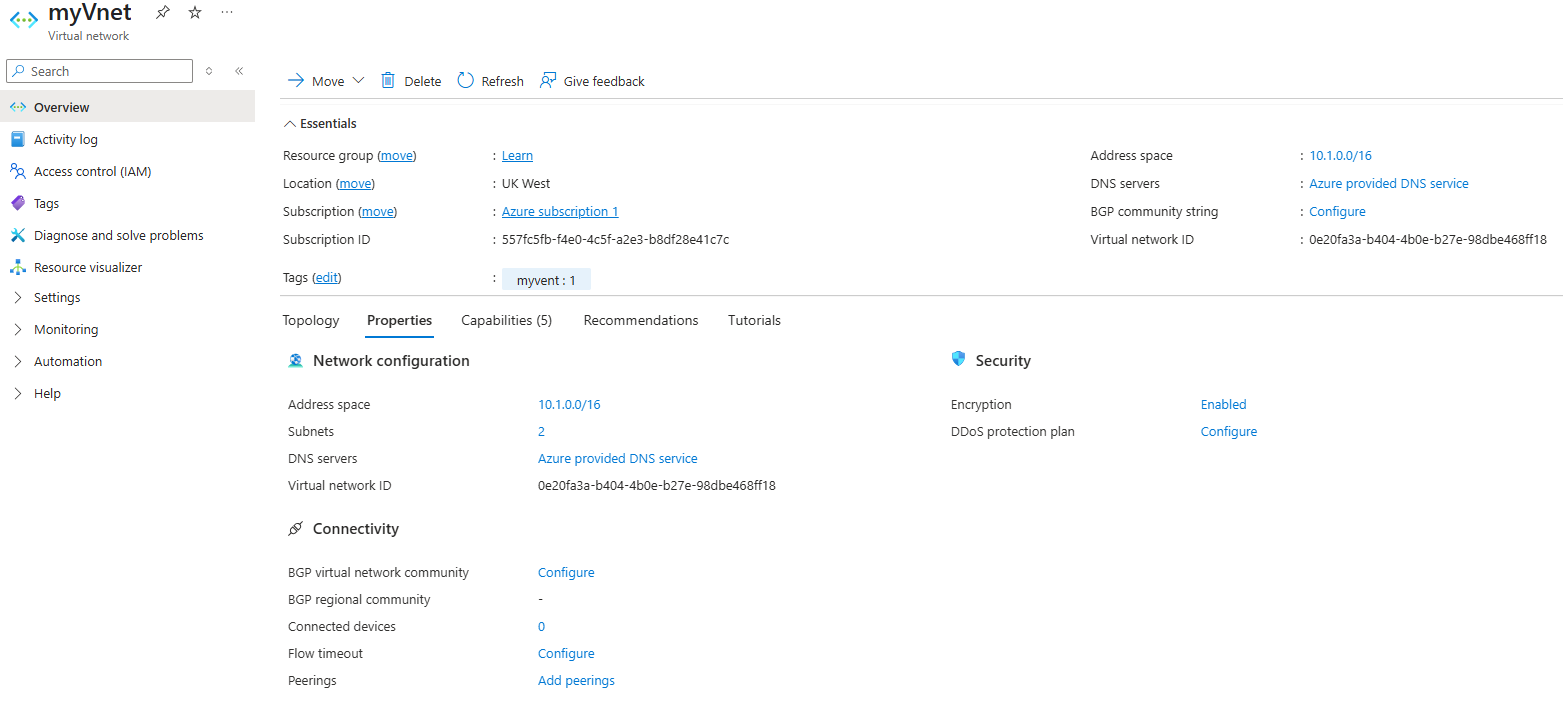 myVnet
Virtual network
Search
Overview
Activity log
Access control (IAM)
Tags
Diagnose and solve problems
Resource visualizer
Settings
Monitoring
Automation
Help
Move
Delete
Refresh
Give feedback
Essentials
Resource group (move) : Learn
Location (move) : UK West
Subscription (move) : Azure subscription 1
Subscription ID : 557fc5fb-f4e0-4c5f-a2e3-b8df28e41c7c
Address space : 10.1.0.0/16
DNS servers : Azure provided DNS service
BGP community string : Configure
Virtual network ID : 0e20fa3a-b404-4b0e-b27e-98dbe468ff18
Tags (edit) : myvent : 1
Topology
Properties
Capabilities (5)
Recommendations
Tutorials
Network configuration
Address space 10.1.0.0/16
Subnets 2
DNS servers Azure provided DNS service
Virtual network ID 0e20fa3a-b404-4b0e-b27e-98dbe468ff18
Connectivity
BGP virtual network community Configure
BGP regional community -
Connected devices 0
Flow timeout Configure
Peerings Add peerings
Security
Encryption Enabled
DDoS protection plan Configure